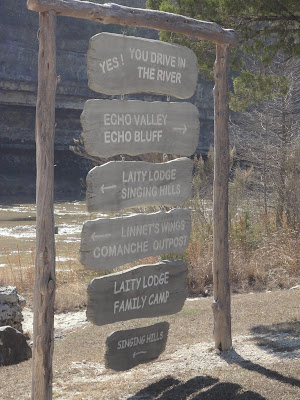 YES! YOU DRIVE IN
THE RIVER
ECHO VALLEY
ECHO BLUFF
LAITY LODGE
SINGING HILLS
LINNET'S WINGS
COMANCHE OUTPOST
LAITY LODGE
FAMILY CAMP
SINGING HILLS